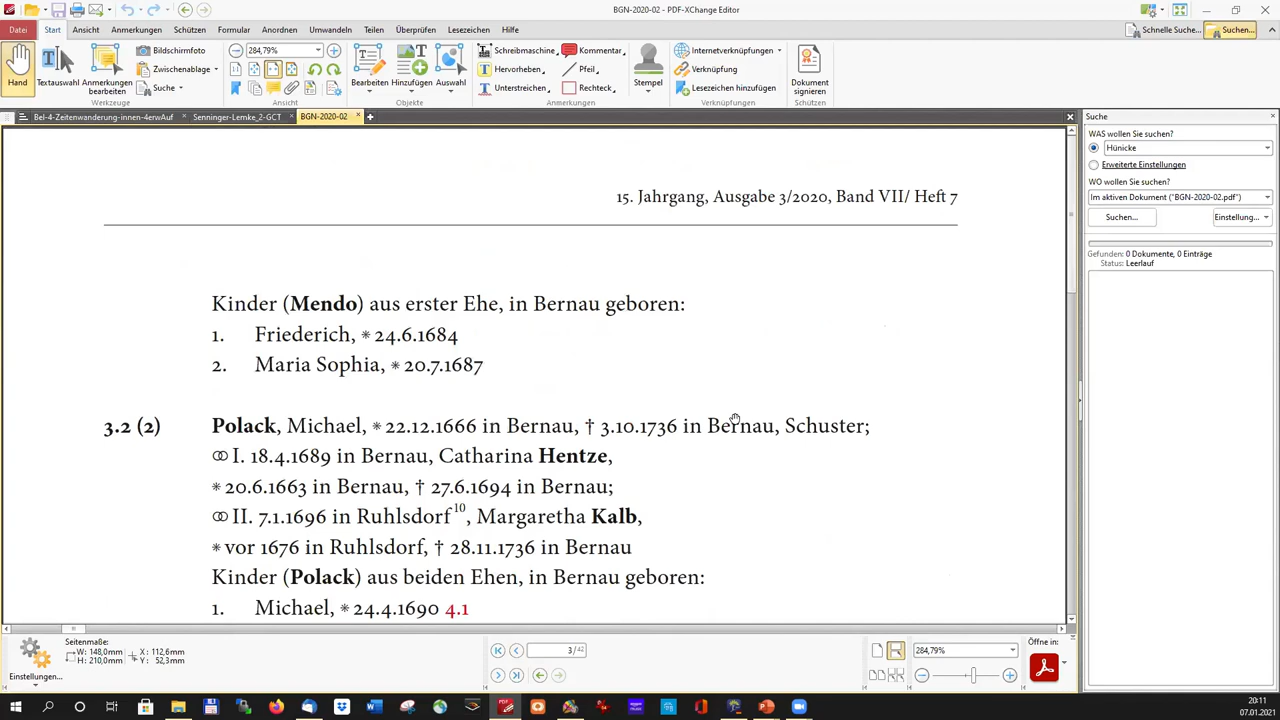 BGN-2020-02 - PDF-XChange Editor
Datei Start Ansicht Anmerkungen Schützen Formular Anordnen Umwandeln Teilen Überprüfen Lesezeichen Hilfe
Schnelle Suche... Suchen...
Hand
Textauswahl
Anmerkungen bearbeiten
Bildschirmfoto
Zwischenablage
Suche
Werkzeuge
284,79%
Ansicht
Bearbeiten
Hinzufügen
Auswahl
Objekte
Schreibmaschine
Hervorheben
Unterstreichen
Kommentar
Pfeil
Rechteck
Stempel
Anmerkungen
Internetverknüpfungen
Verknüpfung
Lesezeichen hinzufügen
Verknüpfungen
Dokument signieren
Schützen
Bel-4-Zeitenwanderung-innen-4erwAuf
Senninger-Lemke_2-GCT
BGN-2020-02
15. Jahrgang, Ausgabe 3/2020, Band VII/ Heft 7
Kinder (Mendo) aus erster Ehe, in Bernau geboren:
1. Friederich, * 24.6.1684
2. Maria Sophia, * 20.7.1687
3.2 (2) Polack, Michael, * 22.12.1666 in Bernau, † 3.10.1736 in Bernau, Schuster;
⚭ I. 18.4.1689 in Bernau, Catharina Hentze,
* 20.6.1663 in Bernau, † 27.6.1694 in Bernau;
⚭ II. 7.1.1696 in Ruhlsdorf10, Margaretha Kalb,
* vor 1676 in Ruhlsdorf, † 28.11.1736 in Bernau
Kinder (Polack) aus beiden Ehen, in Bernau geboren:
1. Michael, * 24.4.1690 4.1
Suche
WAS wollen Sie suchen?
Hünicke
Erweiterte Einstellungen
WO wollen Sie suchen?
Im aktiven Dokument ("BGN-2020-02.pdf")
Suchen... Einstellung...
Gefunden: 0 Dokumente, 0 Einträge
Status: Leerlauf
Einstellungen...
Seitenmaße:
W: 148,0mm
H: 210,0mm
X: 112,6mm
Y: 52,3mm
3 /42
284,79%
Öffne in:
20:11
07.01.2021